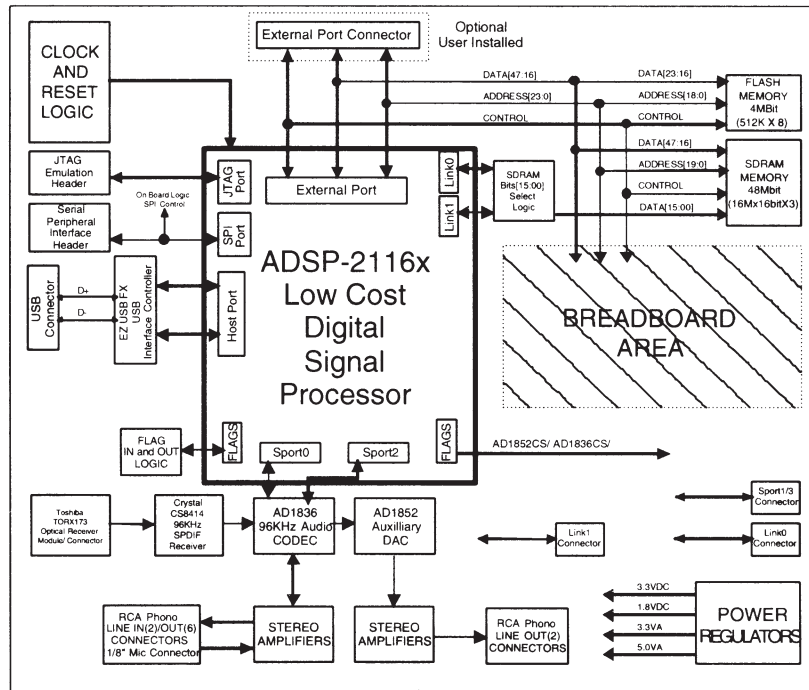 CLOCK
AND
RESET
LOGIC
External Port Connector
Optional
User Installed
DATA[47:16]
DATA[23:16]
ADDRESS[23:0]
ADDRESS[18:0]
CONTROL
CONTROL
FLASH
MEMORY
4MBit
(512K X 8)
JTAG
Emulation
Header
JTAG
Port
External Port
Link0
Link1
SDRAM
Bits[15:00]
Select
Logic
DATA[47:16]
ADDRESS[19:0]
CONTROL
DATA[15:00]
SDRAM
MEMORY
48Mbit
(16Mx16bitX3)
On Board Logic
SPI Control
Serial
Peripheral
Interface
Header
SPI
Port
ADSP-2116x
Low Cost
Digital
Signal
Processor
USB
Connector
D+
D-
EZ USB FX
USB
Interface Controller
Host Port
BREADBOARD
AREA
FLAG
IN and OUT
LOGIC
FLAGS
Sport0
Sport2
FLAGS
AD1852CS/ AD1836CS/
Toshiba
TORX173
Optical Receiver
Module/ Connector
Crystal
CS8414
96KHz
SPDIF
Receiver
AD1836
96KHz Audio
CODEC
AD1852
Auxilliary
DAC
Sport1/3
Connector
Link1
Connector
Link0
Connector
RCA Phono
LINE IN(2)/OUT(6)
CONNECTORS
1/8" Mic Connector
STEREO
AMPLIFIERS
STEREO
AMPLIFIERS
RCA Phono
LINE OUT(2)
CONNECTORS
3.3VDC
1.8VDC
3.3VA
5.0VA
POWER
REGULATORS